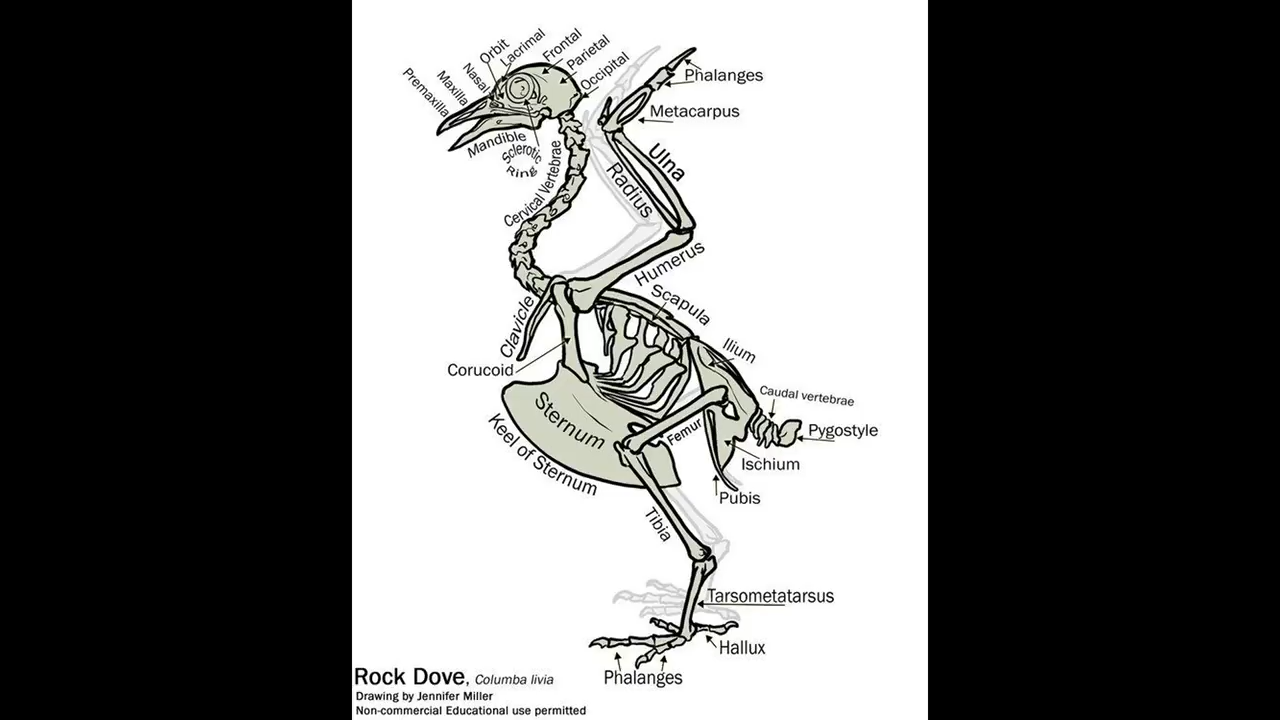 Orbit
Lacrimal
Frontal
Parietal
Occipital
Nasal
Maxilla
Premaxilla
Phalanges
Metacarpus
Mandible
Sclerotic
Ring
Cervical Vertebrae
Ulna
Radius
Humerus
Scapula
Clavicle
Ilium
Corucoid
Caudal vertebrae
Sternum
Pygostyle
Keel of Sternum
Femur
Ischium
Pubis
Tibia
Tarsometatarsus
Hallux
Phalanges
Rock Dove, Columba livia
Drawing by Jennifer Miller
Non-commercial Educational use permitted